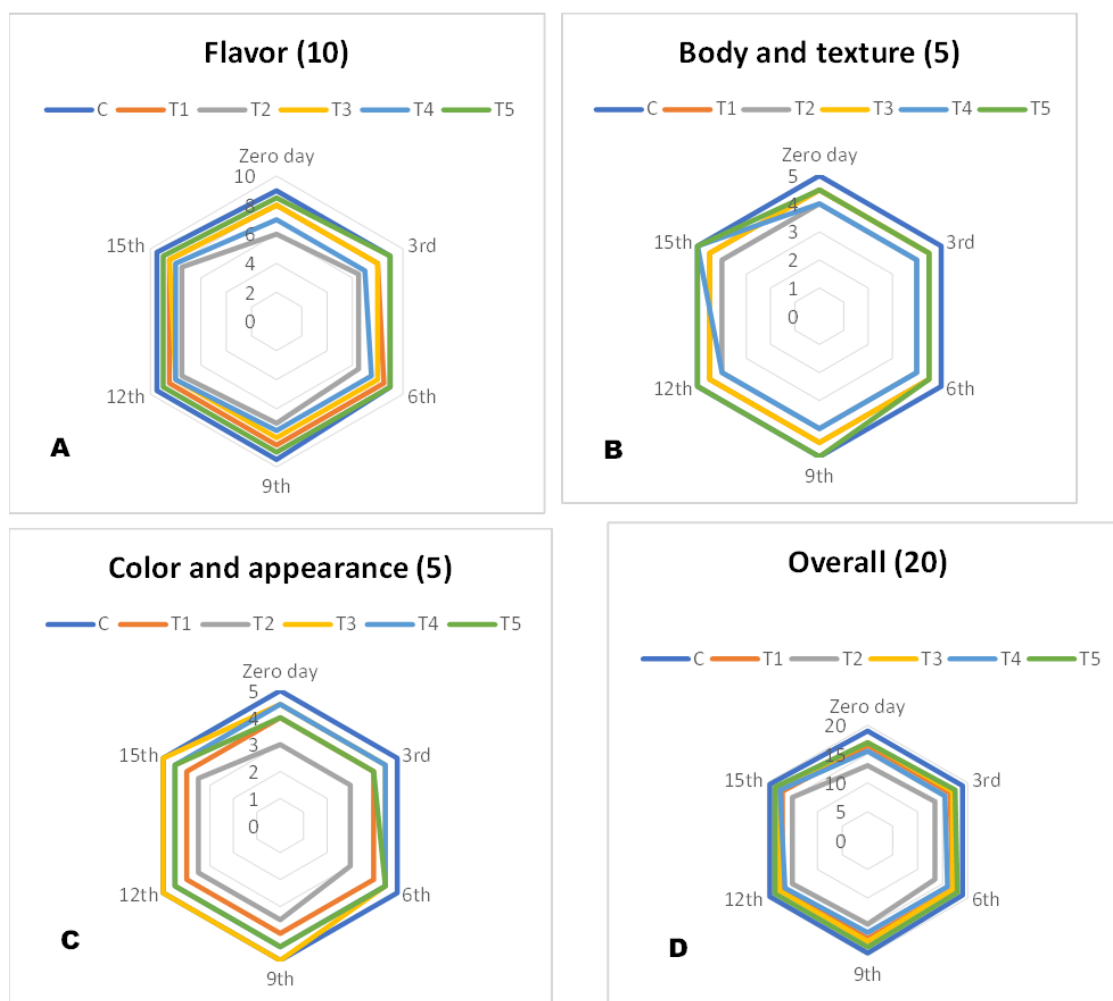 Flavor (10)
C T1 T2 T3 T4 T5
Zero day
10
8
6
4
2
0
3rd
6th
9th
12th
15th
A
Body and texture (5)
C T1 T2 T3 T4 T5
Zero day
5
4
3
2
1
0
3rd
6th
9th
12th
15th
B
Color and appearance (5)
C T1 T2 T3 T4 T5
Zero day
5
4
3
2
1
0
3rd
6th
9th
12th
15th
C
Overall (20)
C T1 T2 T3 T4 T5
Zero day
20
15
10
5
0
3rd
6th
9th
12th
15th
D